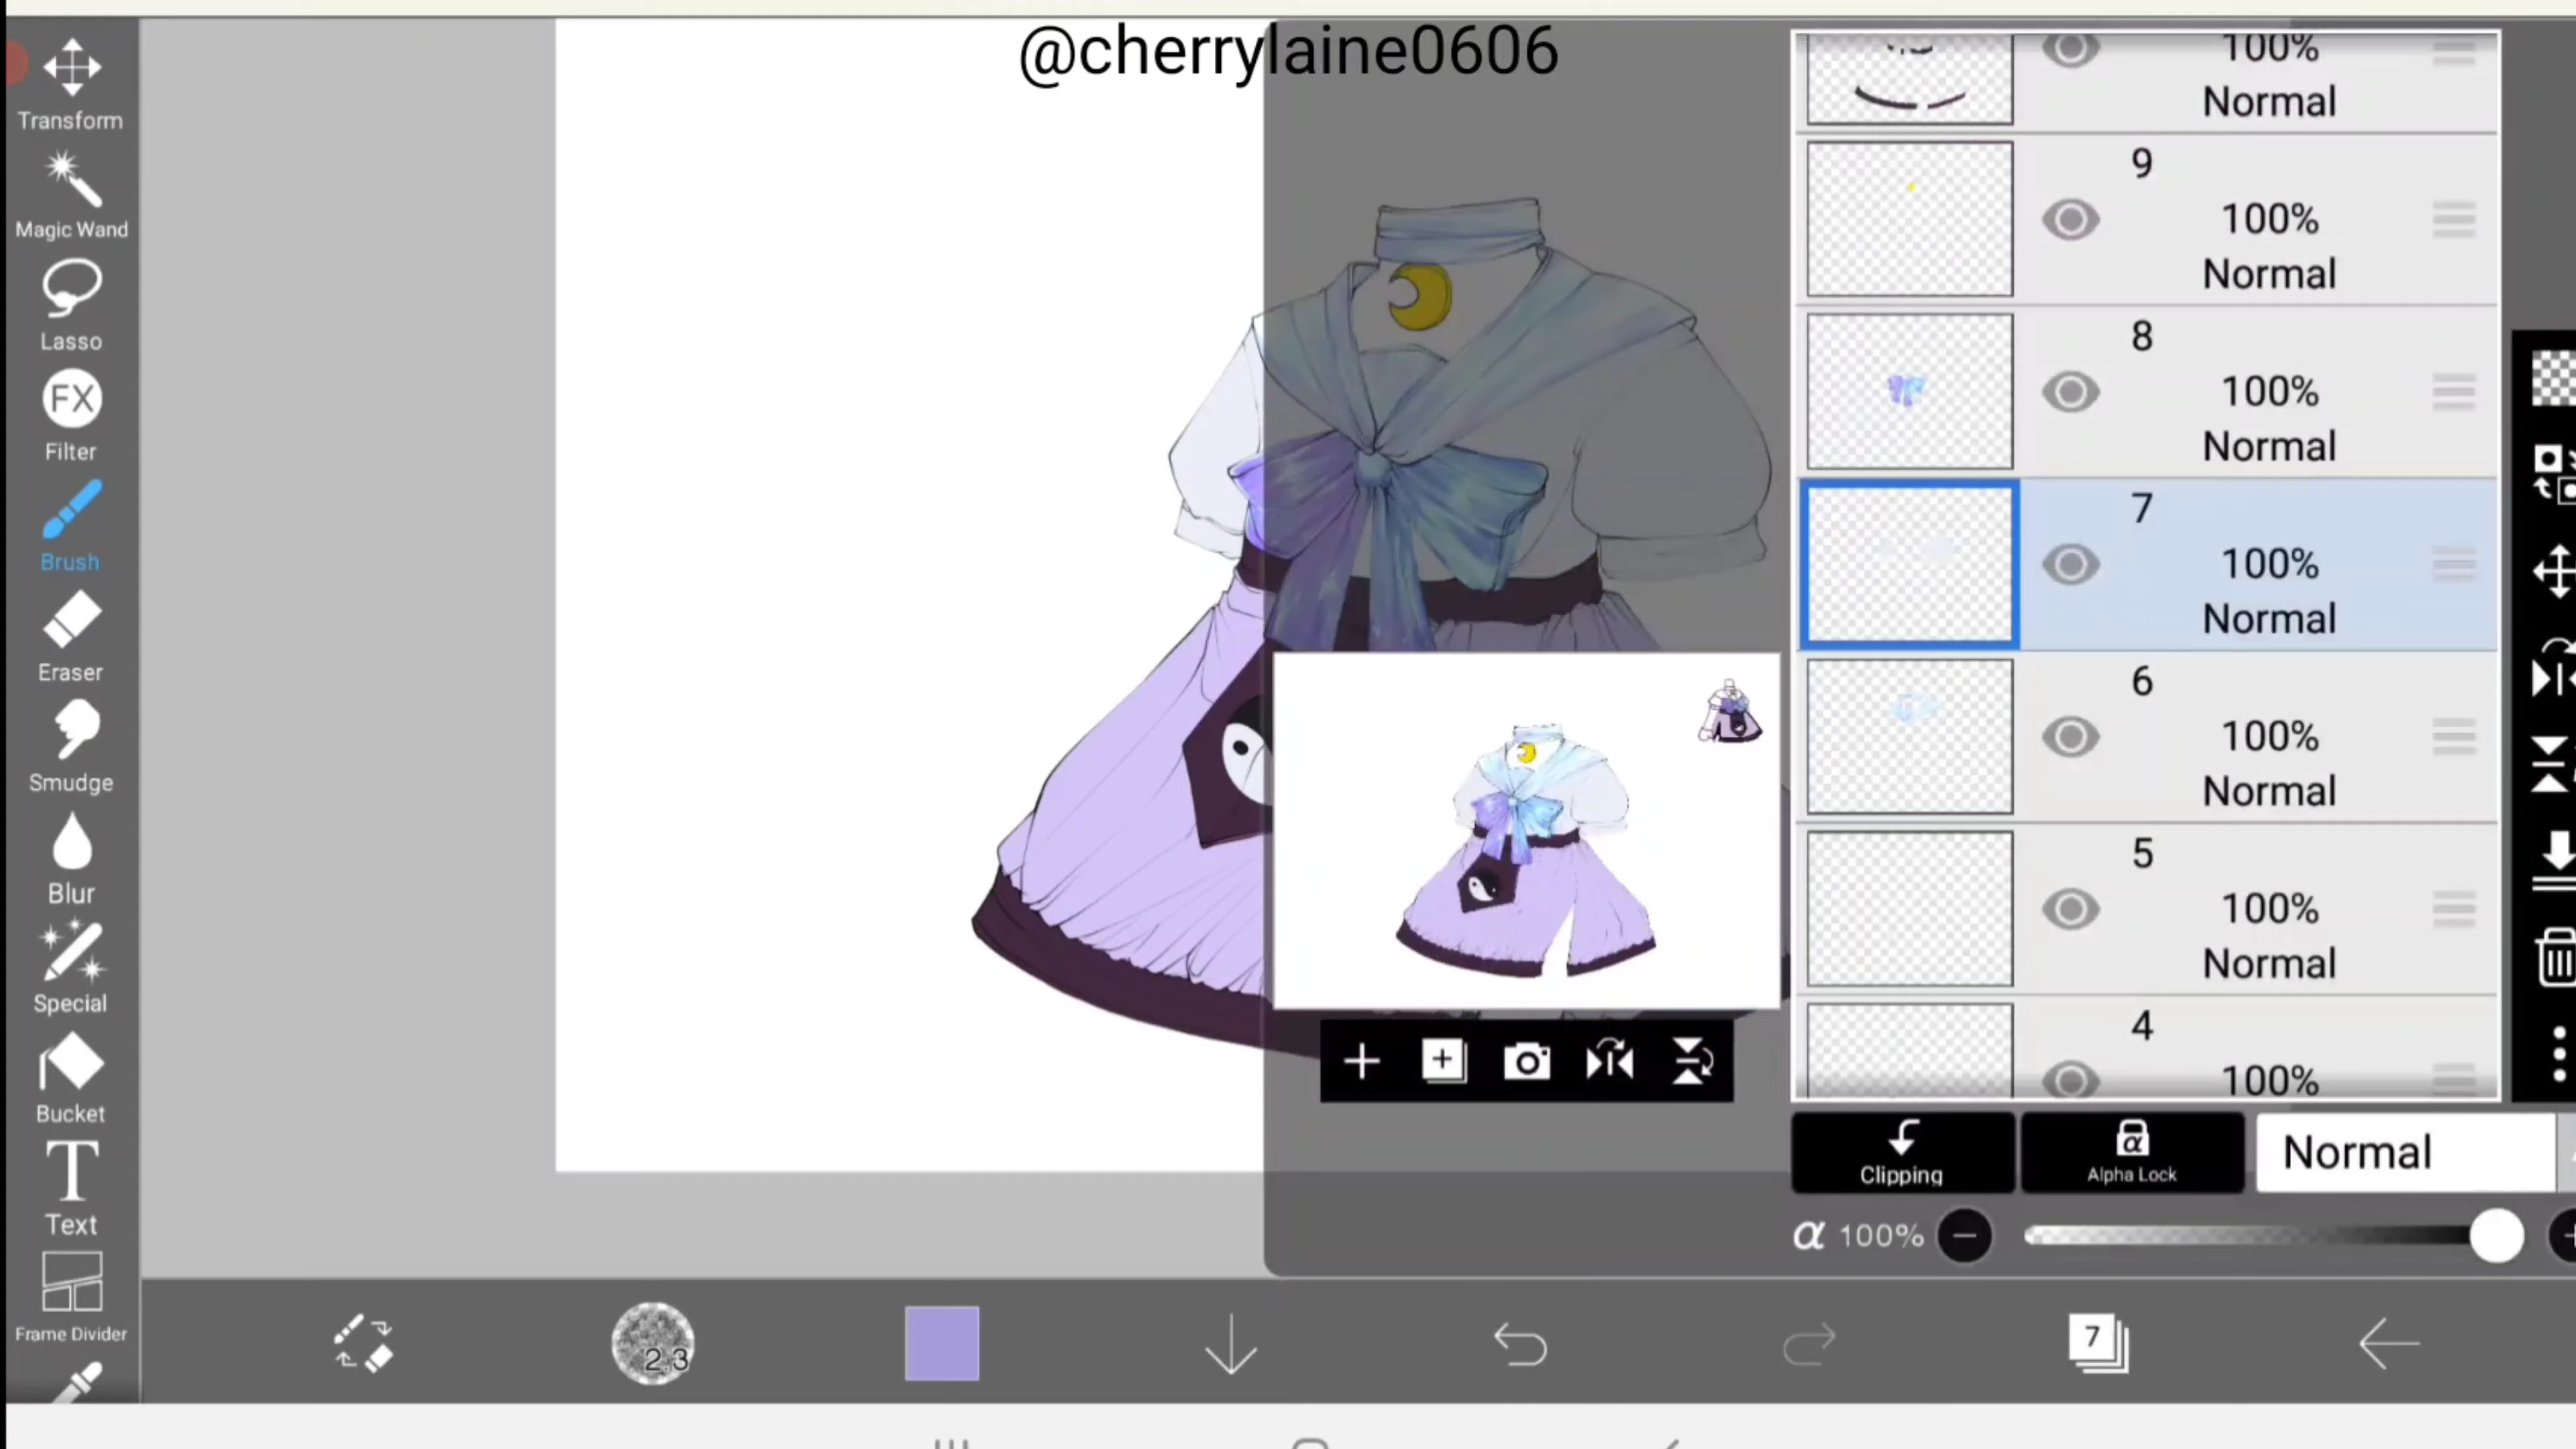 @cherrylaine0606
Transform
Magic Wand
Lasso
FX
Filter
Brush
Eraser
Smudge
Blur
Special
Bucket
T
Text
Frame Divider
100%
Normal
9
100%
Normal
8
100%
Normal
7
100%
Normal
6
100%
Normal
5
100%
Normal
4
100%
Clipping
α
Alpha Lock
Normal
α 100%
2.3
7